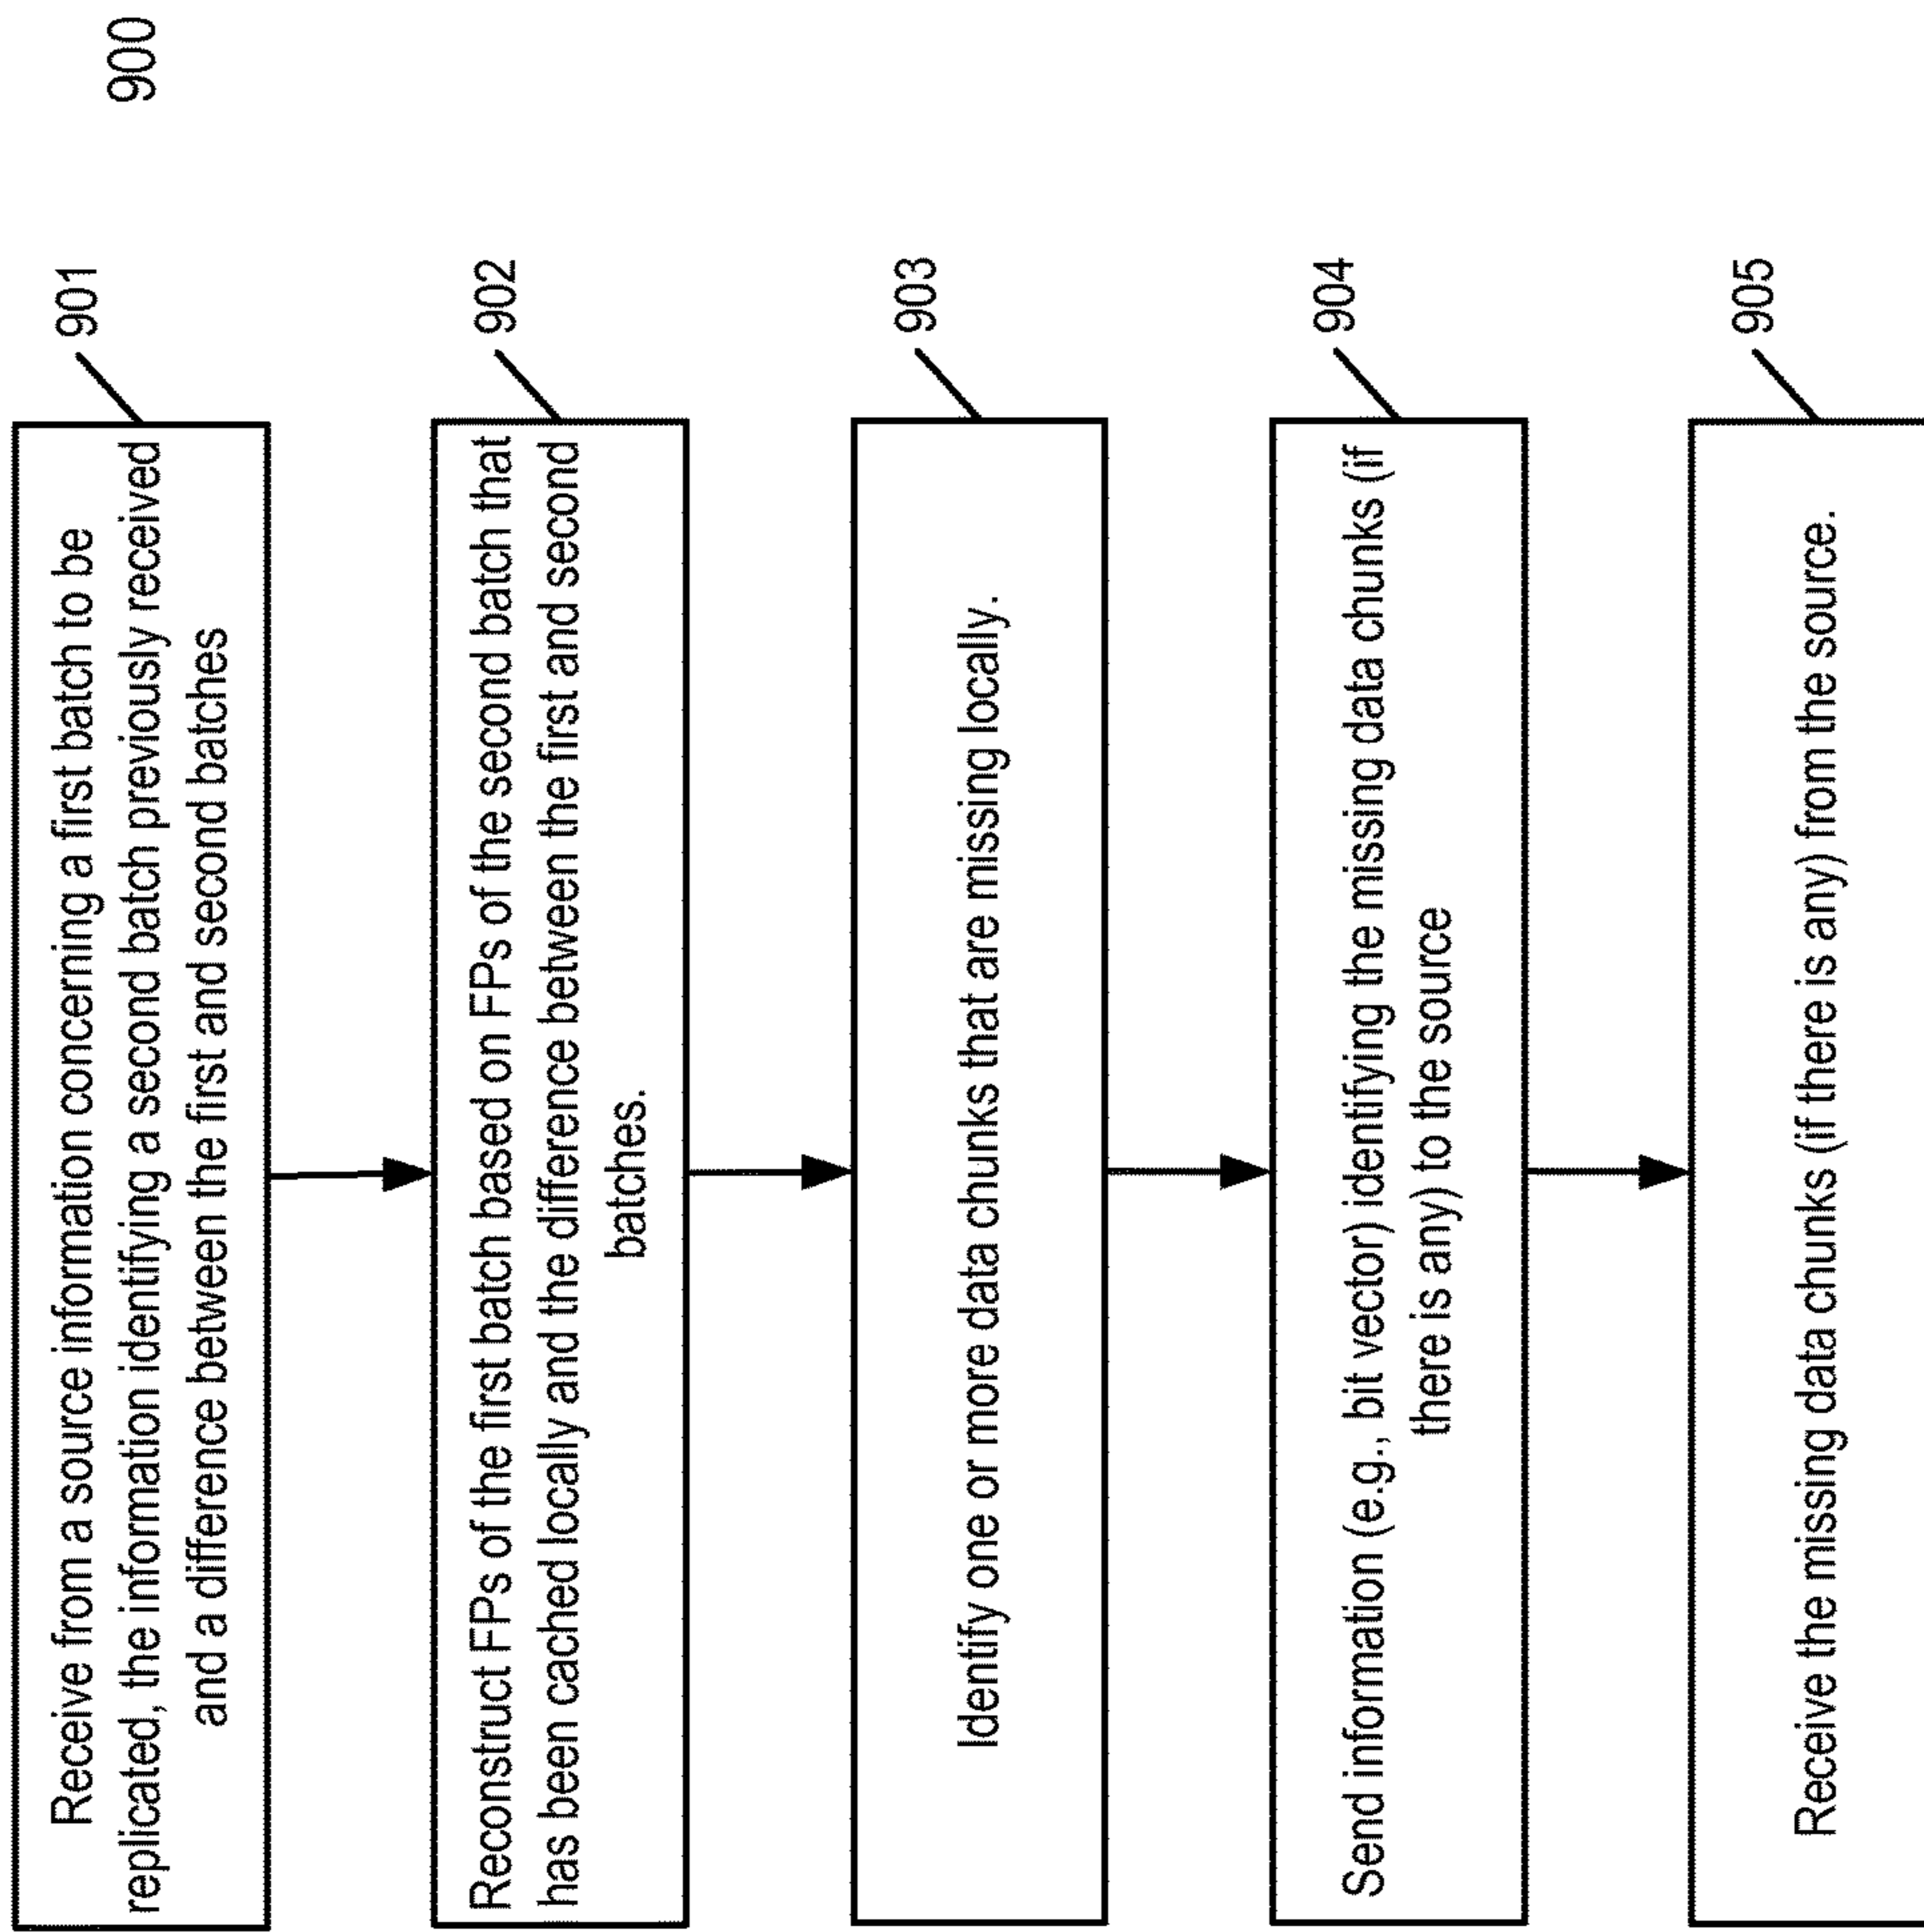 900
901
Receive from a source information concerning a first batch to be
replicated, the information identifying a second batch previously received
and a difference between the first and second batches
902
Reconstruct FPs of the first batch based on FPs of the second batch that
has been cached locally and the difference between the first and second
batches.
903
Identify one or more data chunks that are missing locally.
904
Send information (e.g., bit vector) identifying the missing data chunks (if
there is any) to the source
905
Receive the missing data chunks (if there is any) from the source.